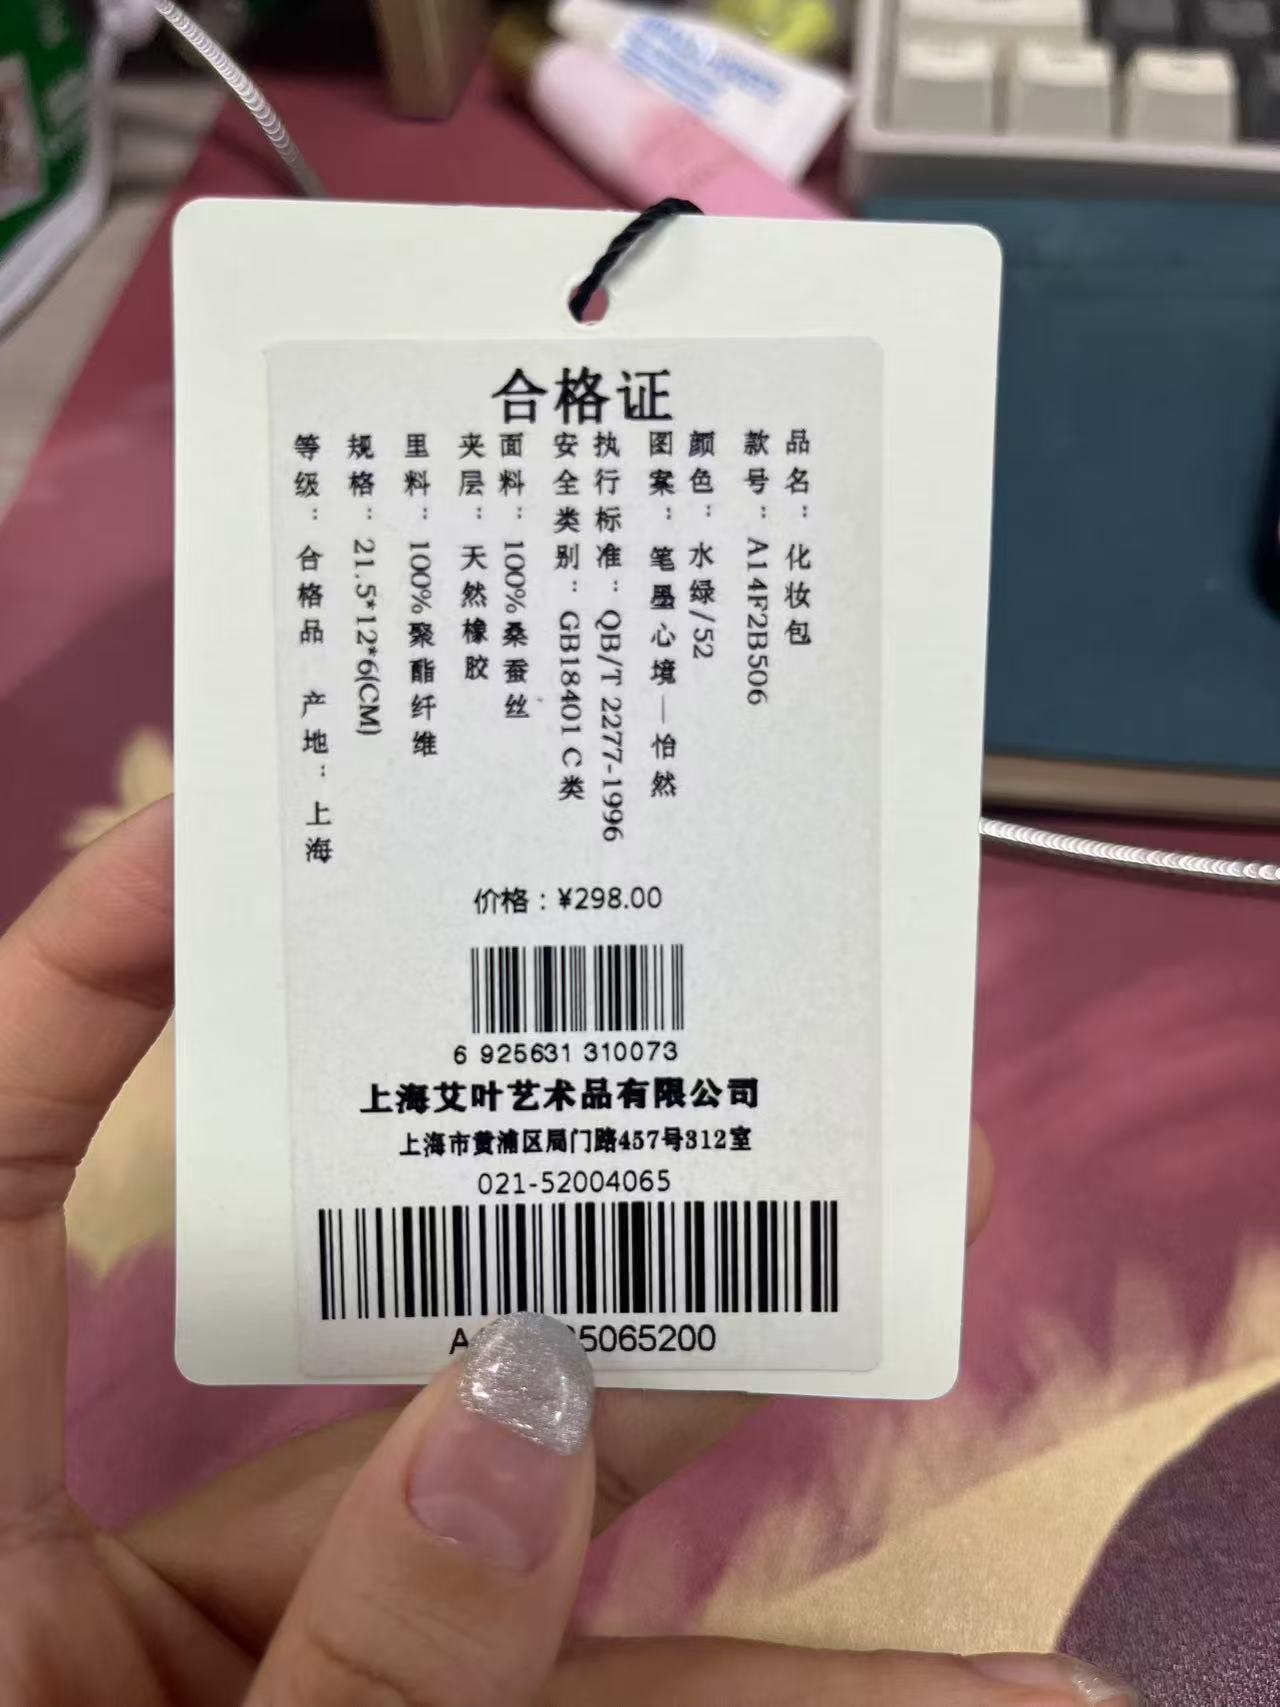 合格证
品名：化妆包
款号：A14F2B506
颜色：水绿/52
图案：笔墨心境—怡然
执行标准：QB/T 2277-1996
安全类别：GB18401 C类
面料：100%桑蚕丝
夹层：天然橡胶
里料：100%聚酯纤维
规格：21.5*12*6(CM)
等级：合格品 产地：上海
价格：¥298.00
6 925631 310073
上海艾叶艺术品有限公司
上海市黄浦区局门路457号312室
021-52004065
5065200